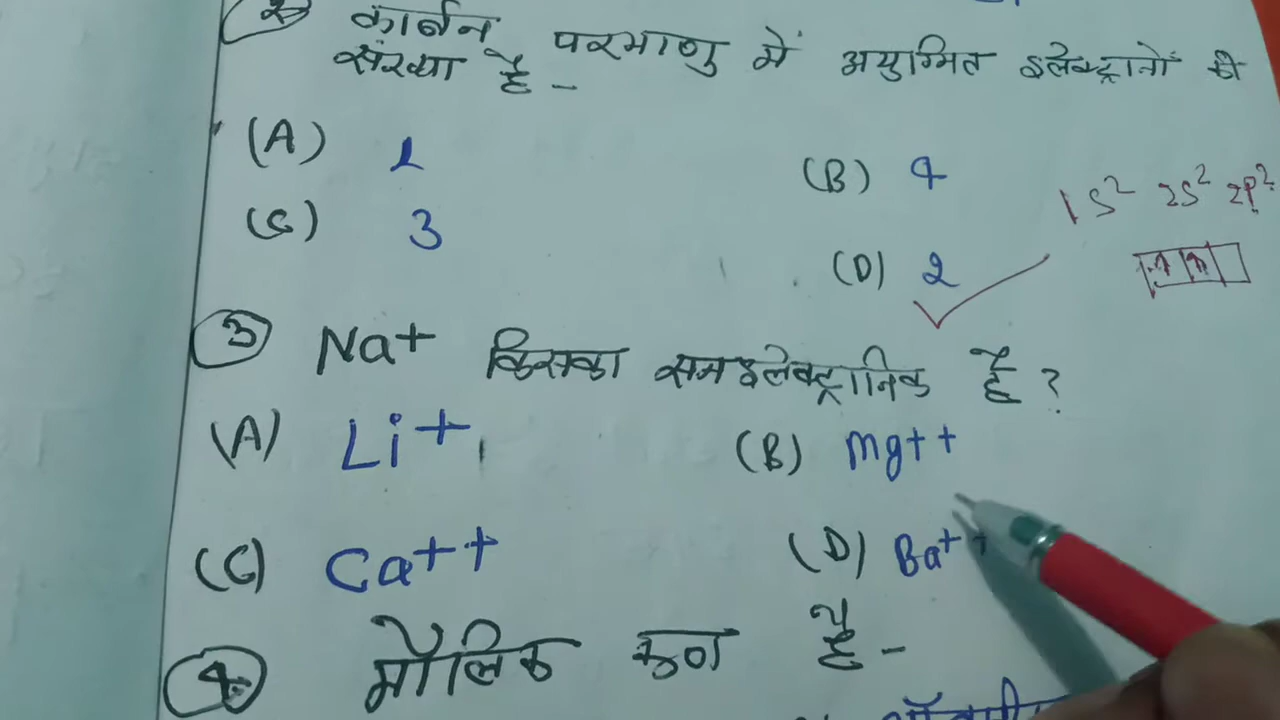 2 कार्बन परमाणु में अयुग्मित इलेक्ट्रानों की
संख्या है -
(A) 1
(B) 4
1S² 2S² 2P²
(C) 3
(D) 2
3 Na+ किसका समइलेक्ट्रानिक है ?
(A) Li+
(B) Mg++
(C) Ca++
(D) Ba++
4. मौलिक कण है -